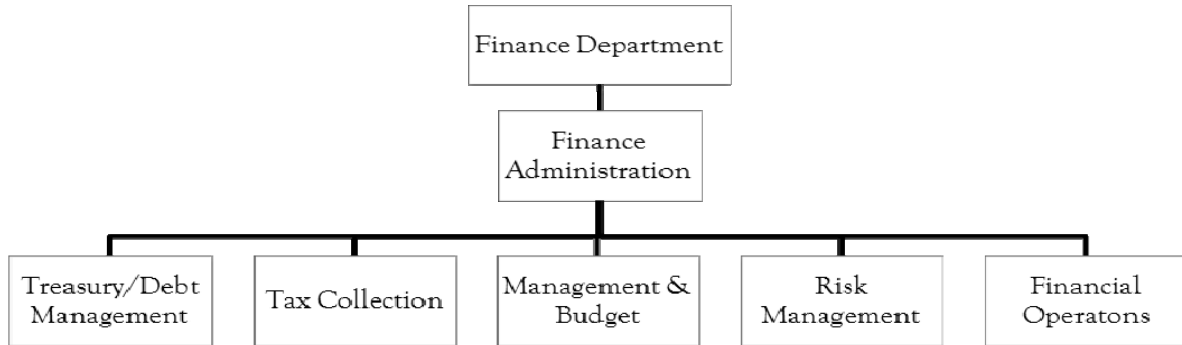 Finance Department
Finance
Administration
Treasury/Debt
Management
Tax Collection
Management &
Budget
Risk
Management
Financial
Operatons